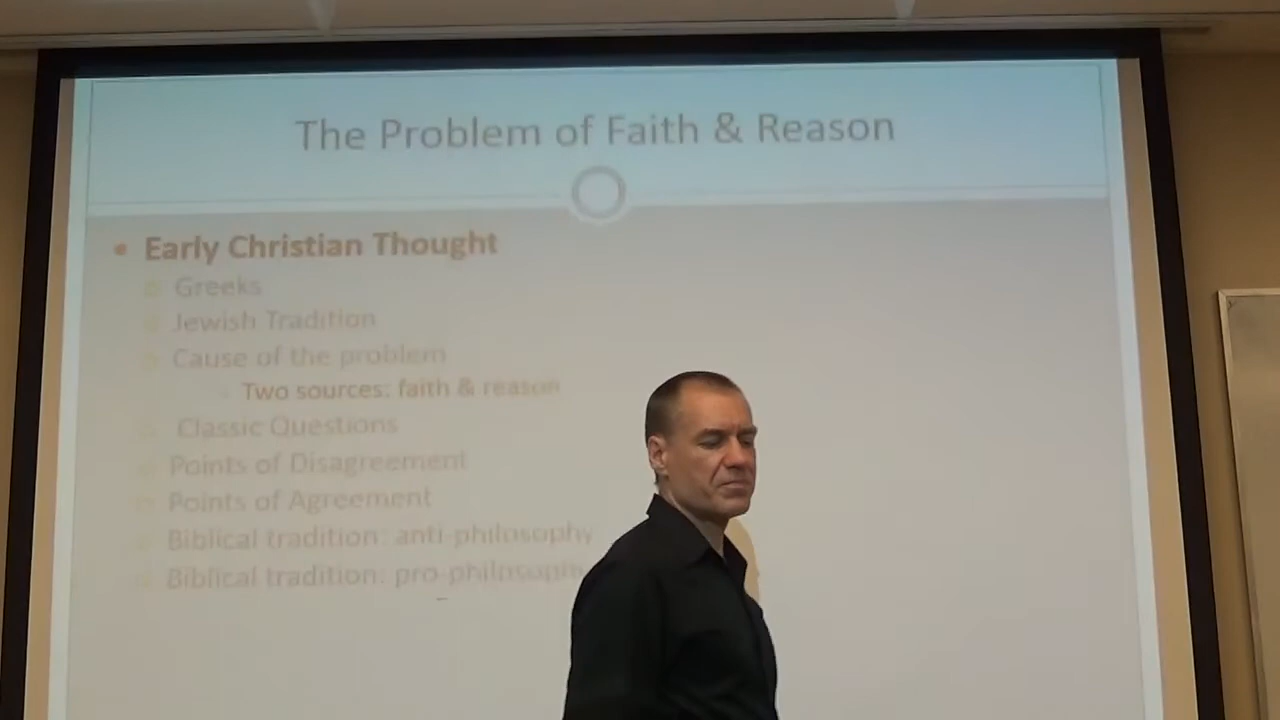 The Problem of Faith & Reason
Early Christian Thought
Greeks
Jewish Tradition
Cause of the problem
Two sources: faith & reason
Classic Questions
Points of Disagreement
Points of Agreement
Biblical tradition: anti-philosophy
Biblical tradition: pro-philosophy